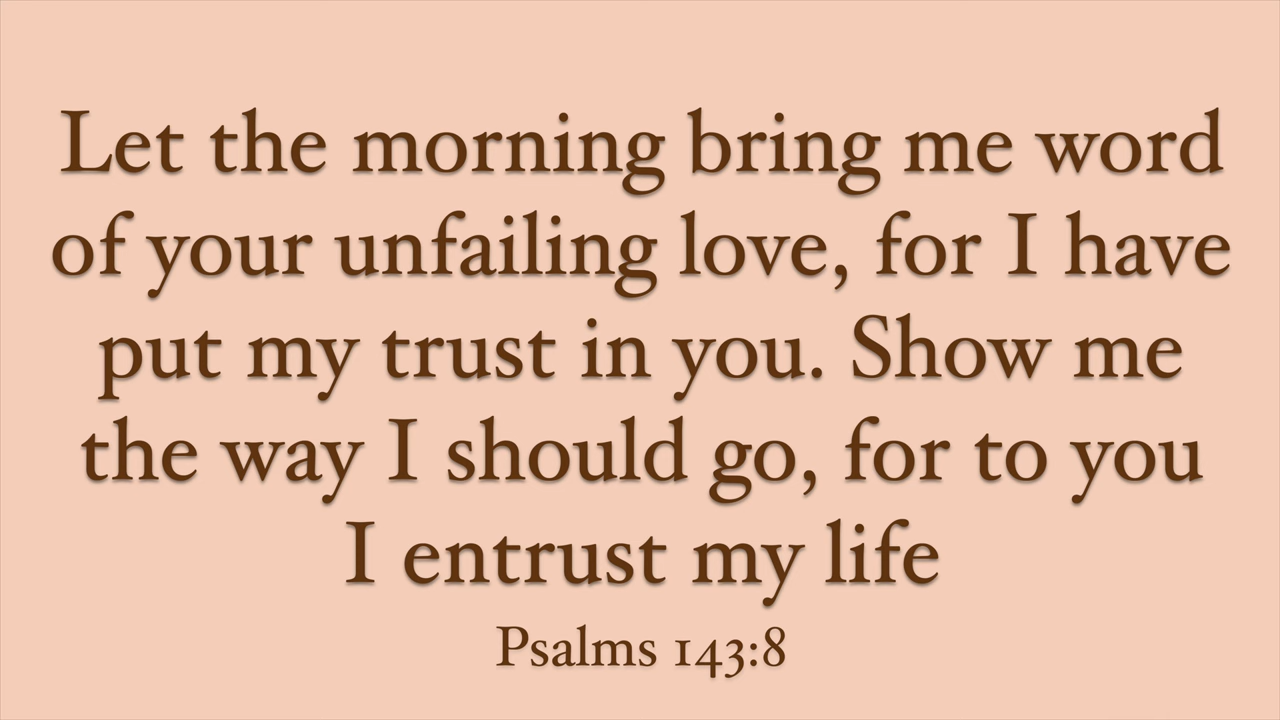 Let the morning bring me word
of your unfailing love, for I have
put my trust in you. Show me
the way I should go, for to you
I entrust my life
Psalms 143:8